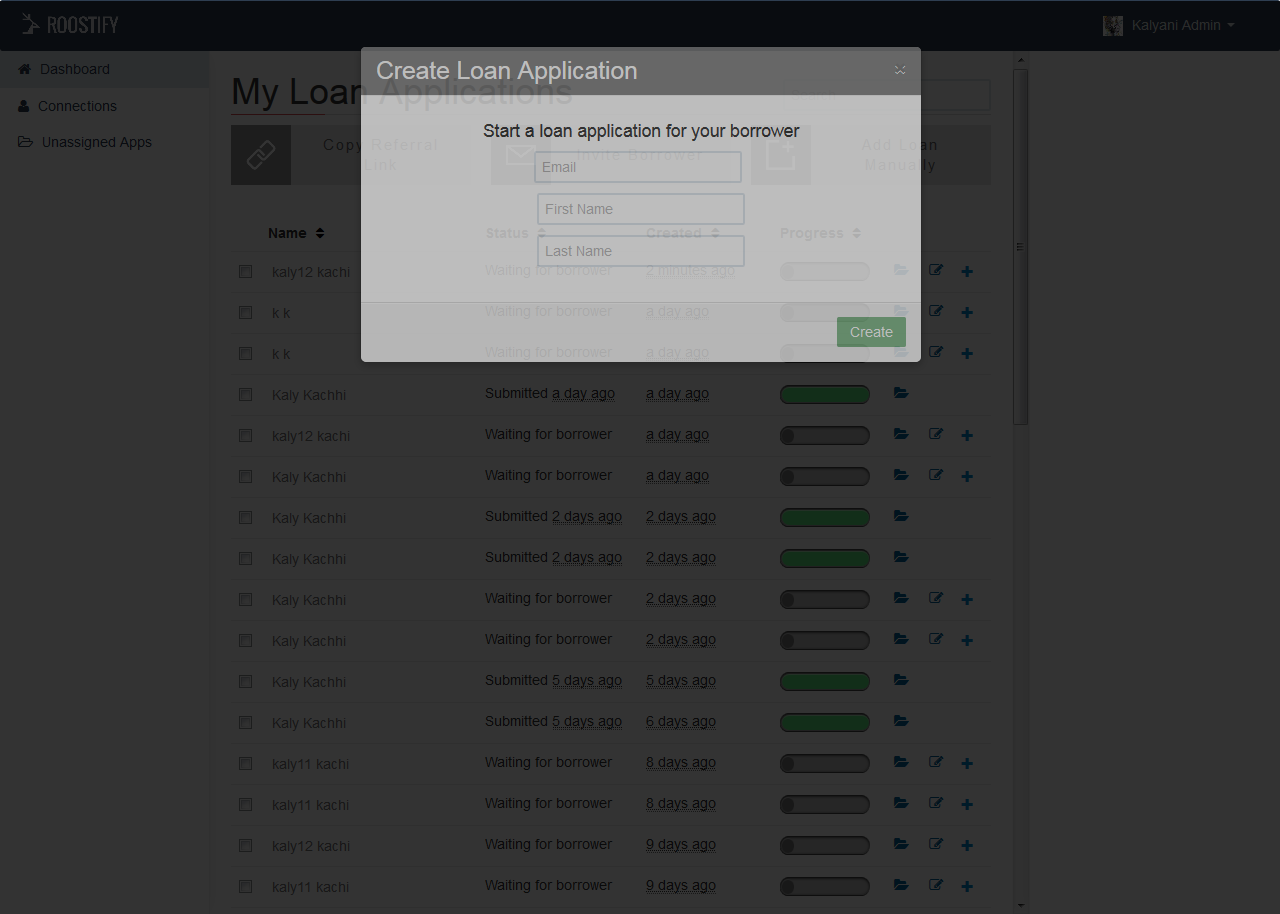 ROOSTIFY
Kalyani Admin
Dashboard
Connections
Unassigned Apps
Create Loan Application
×
Start a loan application for your borrower
Email
First Name
Last Name
Create
My Loan Applications
Copy Referral
Link
Invite Borrower
Add Loan
Manually
Name Status Created Progress
kaly12 kachi Waiting for borrower 2 minutes ago
k k Waiting for borrower a day ago
k k Waiting for borrower a day ago
Kaly Kachhi Submitted a day ago a day ago
kaly12 kachi Waiting for borrower a day ago
Kaly Kachhi Waiting for borrower a day ago
Kaly Kachhi Submitted 2 days ago 2 days ago
Kaly Kachhi Submitted 2 days ago 2 days ago
Kaly Kachhi Waiting for borrower 2 days ago
Kaly Kachhi Waiting for borrower 2 days ago
Kaly Kachhi Submitted 5 days ago 5 days ago
Kaly Kachhi Submitted 5 days ago 6 days ago
kaly11 kachi Waiting for borrower 8 days ago
kaly11 kachi Waiting for borrower 8 days ago
kaly12 kachi Waiting for borrower 9 days ago
kaly11 kachi Waiting for borrower 9 days ago